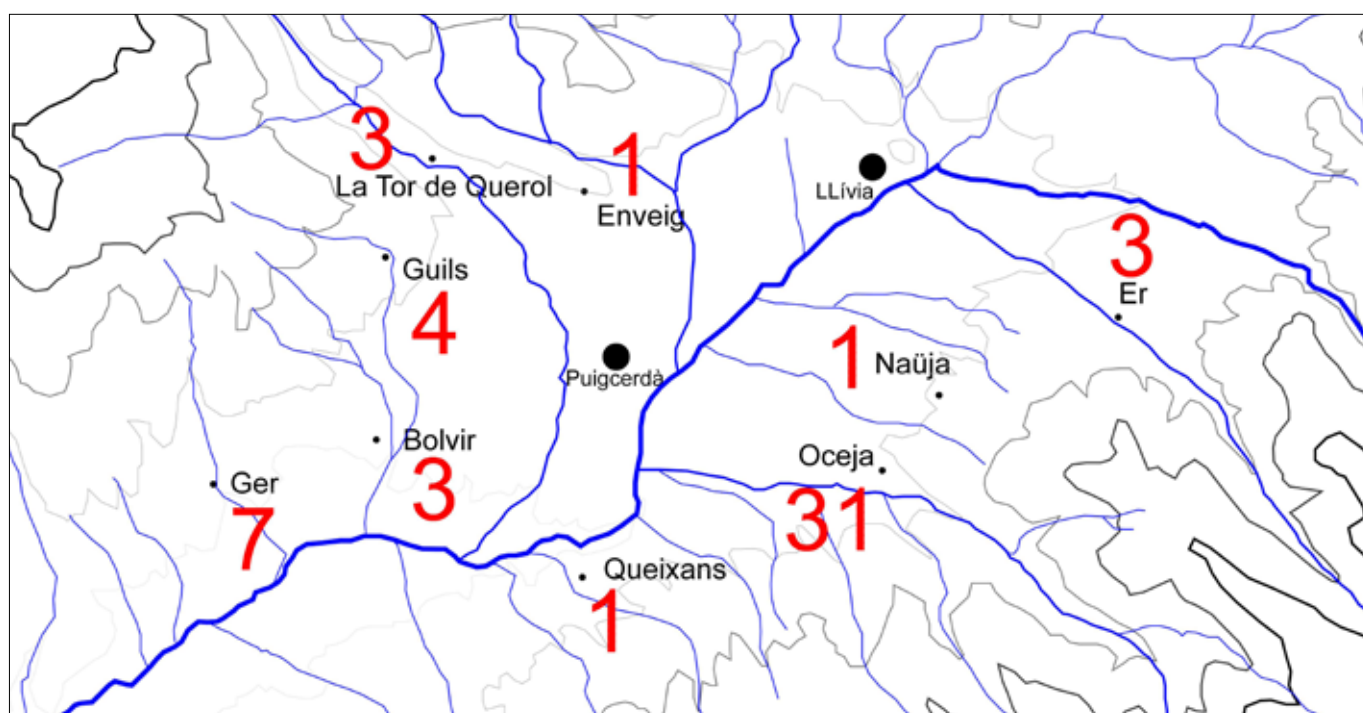 3
1
La Tor de Querol
LLívia
Enveig
3
Guils
Er
4
1
Naüja
Puigcerdà
Bolvir
Oceja
3
Ger
31
7
Queixans
1